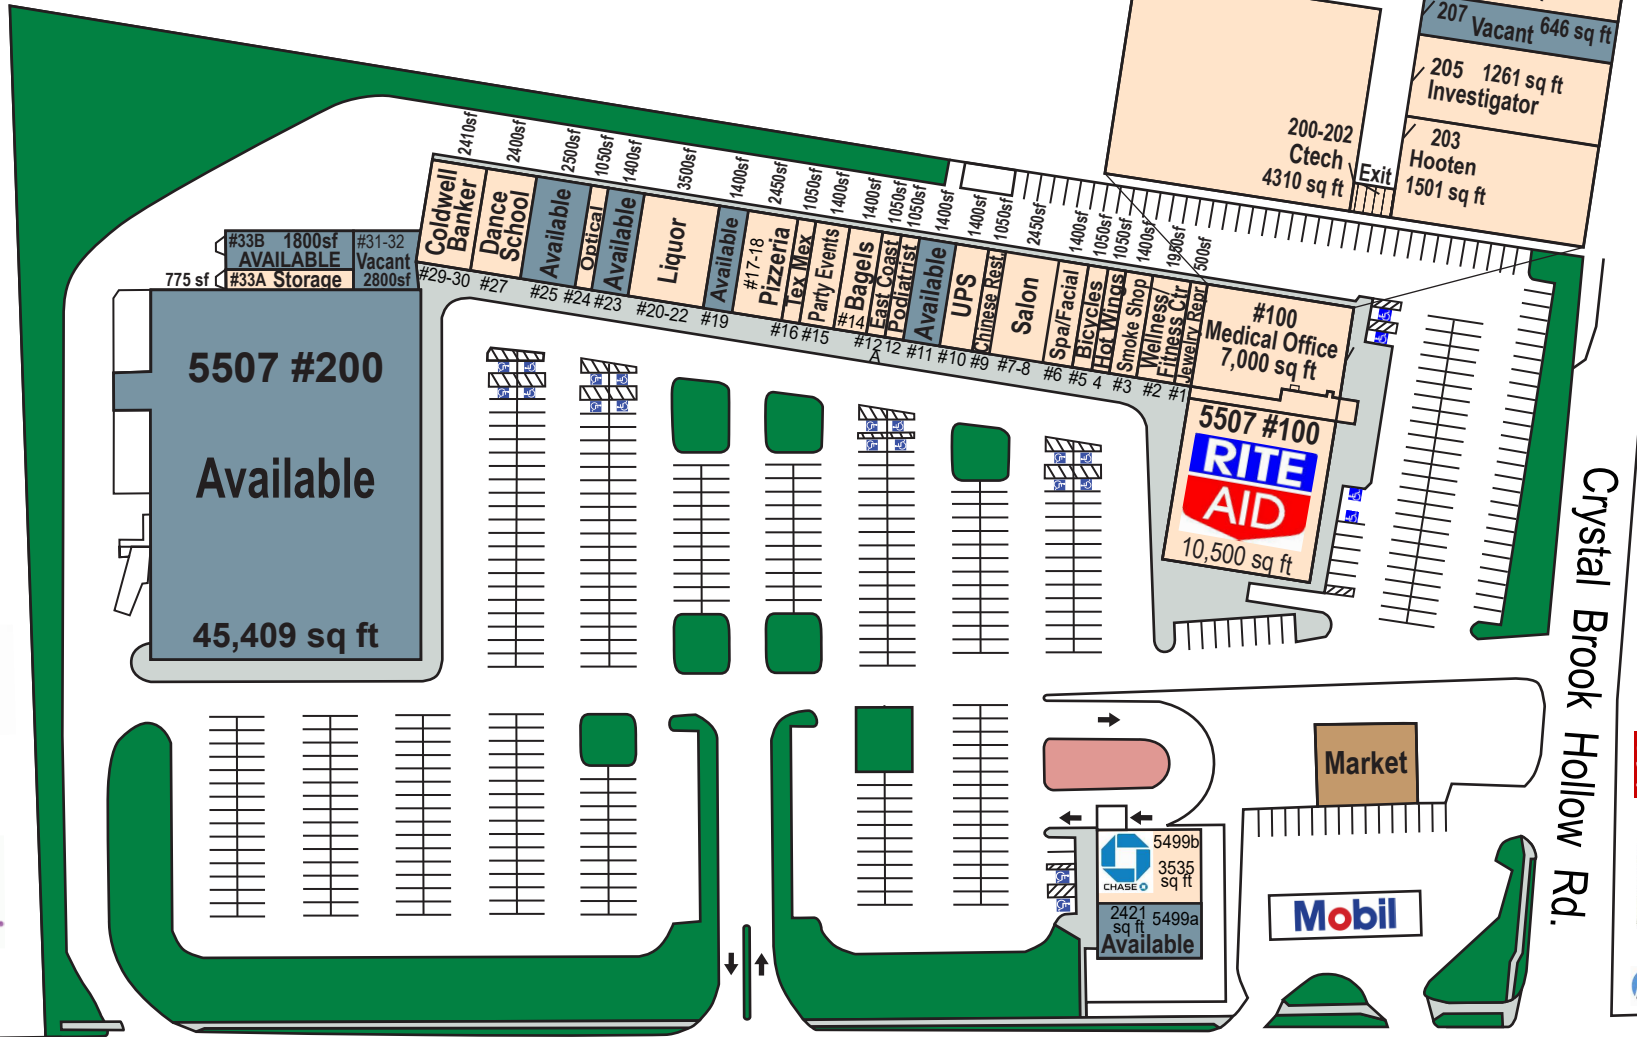 207 Vacant 646 sq ft
205 1261 sq ft
Investigator
203
Hooten
1501 sq ft
200-202
Ctech
4310 sq ft
Exit
2410sf
2400sf
2500sf
1050sf
1400sf
3500sf
1400sf
2450sf
1050sf
1400sf
1400sf
1050sf
1050sf
1400sf
1400sf
1050sf
2450sf
1400sf
1050sf
1050sf
1400sf
1950sf
500sf
#33B 1800sf
AVAILABLE
#33A Storage
775 sf
#31-32
Vacant
2800sf
Coldwell
Banker
#29-30
Dance
School
#27
Available
#25
Optical
#24
Available
#23
Liquor
#20-22
Available
#19
#17-18
Pizzeria
Tex Mex
#16
Party Events
#15
Bagels
#14
East Coast
#12
A
Podiatrist
12
Available
#11
UPS
#10
Chinese Rest.
#9
Salon
#7-8
Spa/Facial
#6
Bicycles
#5
Hot Wings
4
Smoke Shop
#3
Wellness
Fitness Ctr
#2
Jewelry Repr
#1
#100
Medical Office
7,000 sq ft
5507 #100
RITE
AID
10,500 sq ft
5507 #200
Available
45,409 sq ft
Market
5499b
3535
sq ft
CHASE
2421
sq ft
5499a
Available
Mobil
Crystal Brook Hollow Rd.